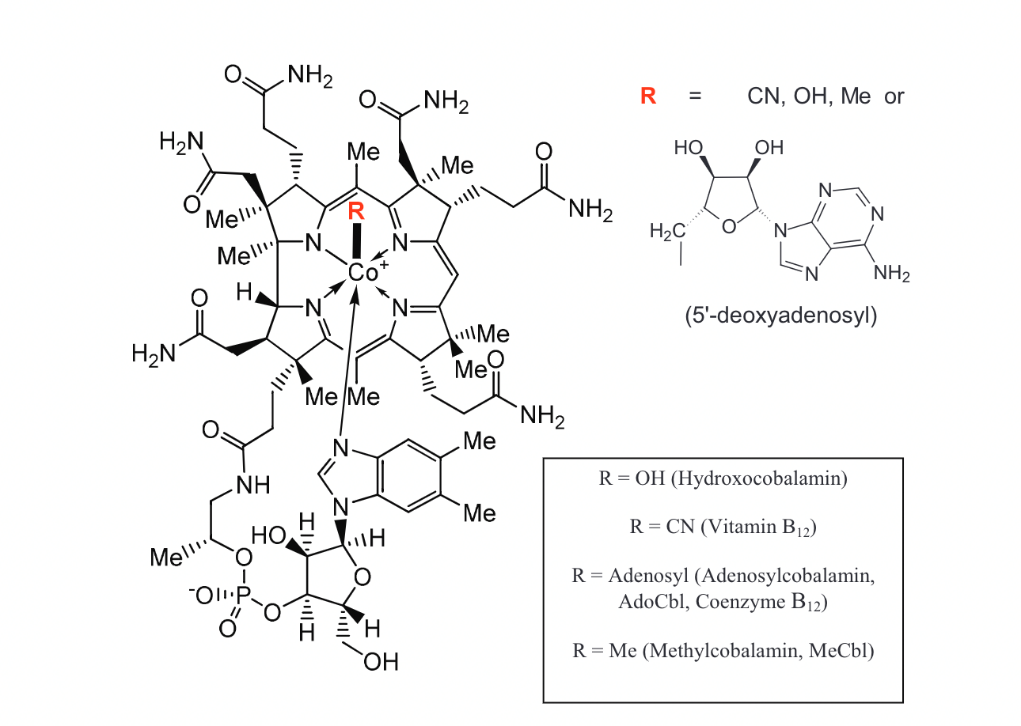 O NH₂
O NH₂
R = CN, OH, Me or
H₂N
O
Me
Me
O
NH₂
HO OH
Me
R
N N
N
N
N
H₂C
O
NH₂
Me
Co⁺
H
N N
O
H₂N
(5'-deoxyadenosyl)
Me
Me
O
NH₂
Me Me
O
N
Me
NH
N
Me
R = OH (Hydroxocobalamin)
R = CN (Vitamin B₁₂)
HO H
H
Me
O
O
⁻O P
O
O
H
H
OH
R = Adenosyl (Adenosylcobalamin,
AdoCbl, Coenzyme B₁₂)
R = Me (Methylcobalamin, MeCbl)